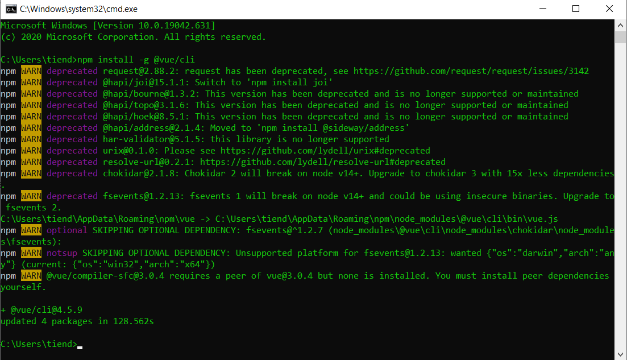 C:\Windows\system32\cmd.exe
Microsoft Windows [Version 10.0.19042.631]
(c) 2020 Microsoft Corporation. All rights reserved.
C:\Users\tiend>npm install -g @vue/cli
npm WARN deprecated request@2.88.2: request has been deprecated, see https://github.com/request/request/issues/3142
npm WARN deprecated @hapi/joi@15.1.1: Switch to 'npm install joi'
npm WARN deprecated @hapi/bourne@1.3.2: This version has been deprecated and is no longer supported or maintained
npm WARN deprecated @hapi/topo@3.1.6: This version has been deprecated and is no longer supported or maintained
npm WARN deprecated @hapi/hoek@8.5.1: This version has been deprecated and is no longer supported or maintained
npm WARN deprecated @hapi/address@2.1.4: Moved to 'npm install @sideway/address'
npm WARN deprecated har-validator@5.1.5: this library is no longer supported
npm WARN deprecated urix@0.1.0: Please see https://github.com/lydell/urix#deprecated
npm WARN deprecated resolve-url@0.2.1: https://github.com/lydell/resolve-url#deprecated
npm WARN deprecated chokidar@2.1.8: Chokidar 2 will break on node v14+. Upgrade to chokidar 3 with 15x less dependencies
.
npm WARN deprecated fsevents@1.2.13: fsevents 1 will break on node v14+ and could be using insecure binaries. Upgrade to
 fsevents 2.
C:\Users\tiend\AppData\Roaming\npm\vue -> C:\Users\tiend\AppData\Roaming\npm\node_modules\@vue\cli\bin\vue.js
npm WARN optional SKIPPING OPTIONAL DEPENDENCY: fsevents@^1.2.7 (node_modules\@vue\cli\node_modules\chokidar\node_module
s\fsevents):
npm WARN notsup SKIPPING OPTIONAL DEPENDENCY: Unsupported platform for fsevents@1.2.13: wanted {"os":"darwin","arch":"an
y"} (current: {"os":"win32","arch":"x64"})
npm WARN @vue/compiler-sfc@3.0.4 requires a peer of vue@3.0.4 but none is installed. You must install peer dependencies
yourself.
+ @vue/cli@4.5.9
updated 4 packages in 128.562s
C:\Users\tiend>